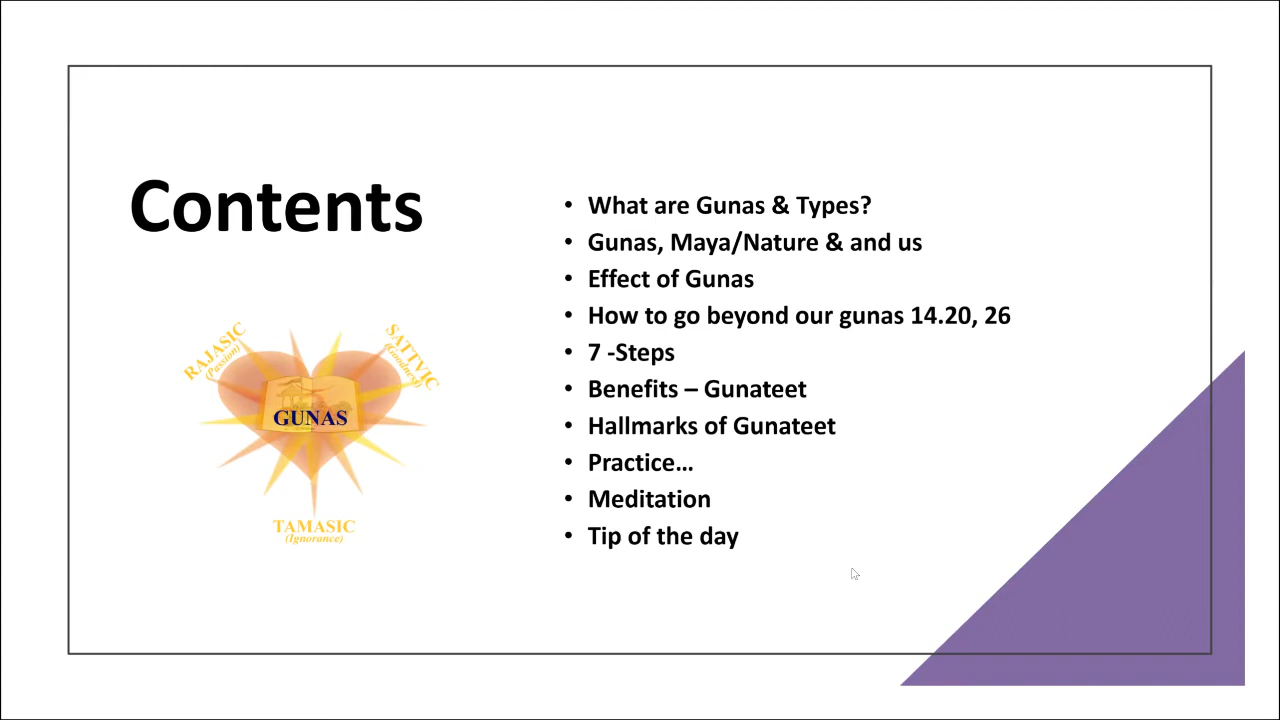 Contents
• What are Gunas & Types?
• Gunas, Maya/Nature & and us
• Effect of Gunas
• How to go beyond our gunas 14.20, 26
• 7 -Steps
• Benefits – Gunateet
• Hallmarks of Gunateet
• Practice...
• Meditation
• Tip of the day
RAJASIC
(Passion)
SATTVIC
(Goodness)
GUNAS
TAMASIC
(Ignorance)